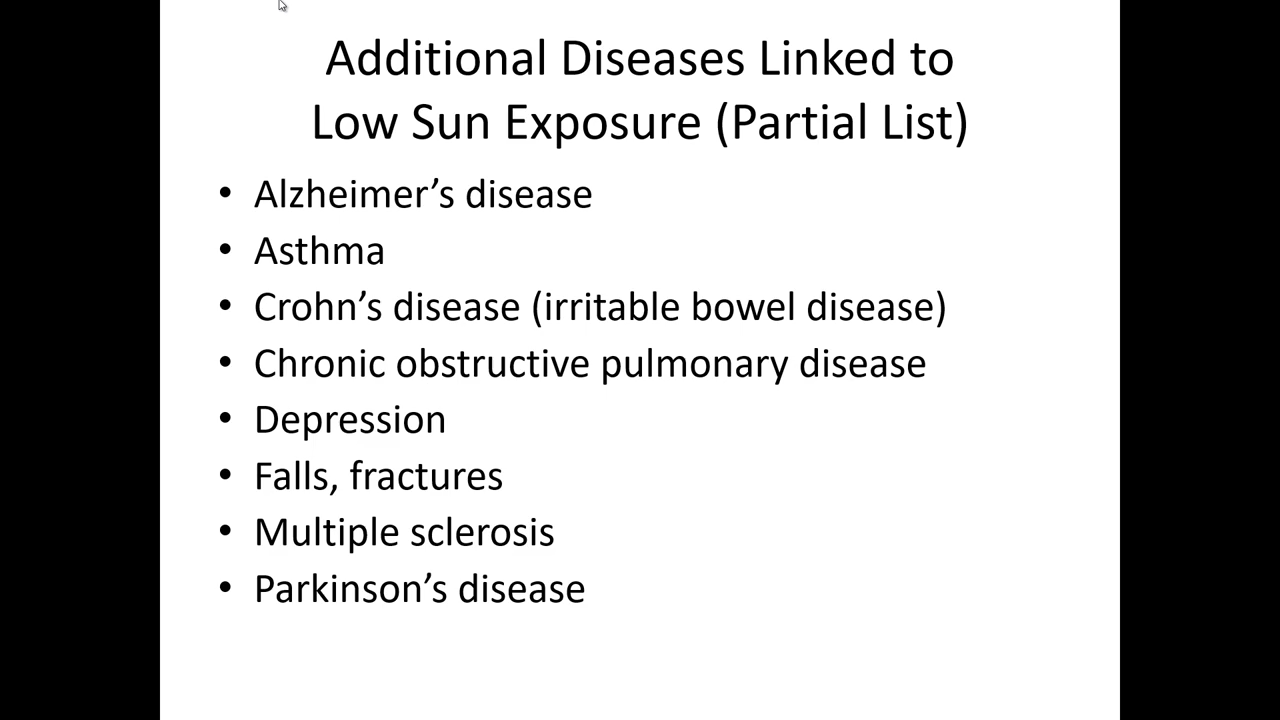 Additional Diseases Linked to
Low Sun Exposure (Partial List)
• Alzheimer’s disease
• Asthma
• Crohn’s disease (irritable bowel disease)
• Chronic obstructive pulmonary disease
• Depression
• Falls, fractures
• Multiple sclerosis
• Parkinson’s disease